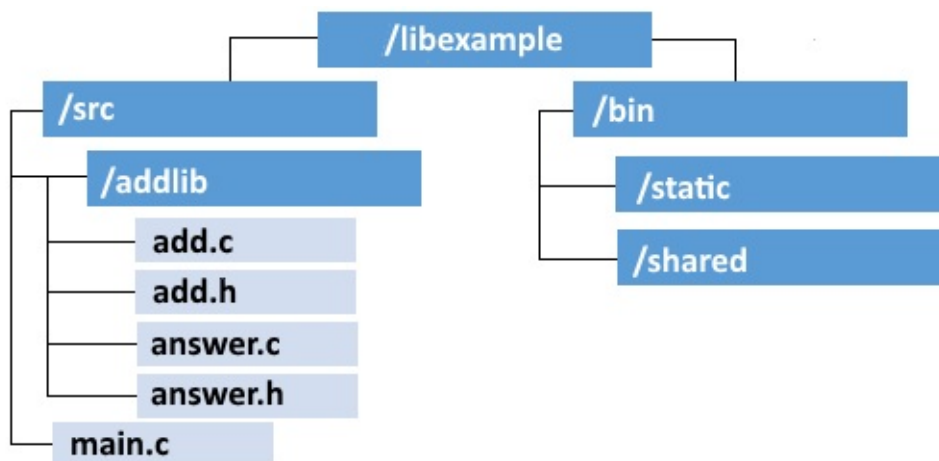 /libexample
/src
/bin
/addlib
/static
add.c
/shared
add.h
answer.c
answer.h
main.c